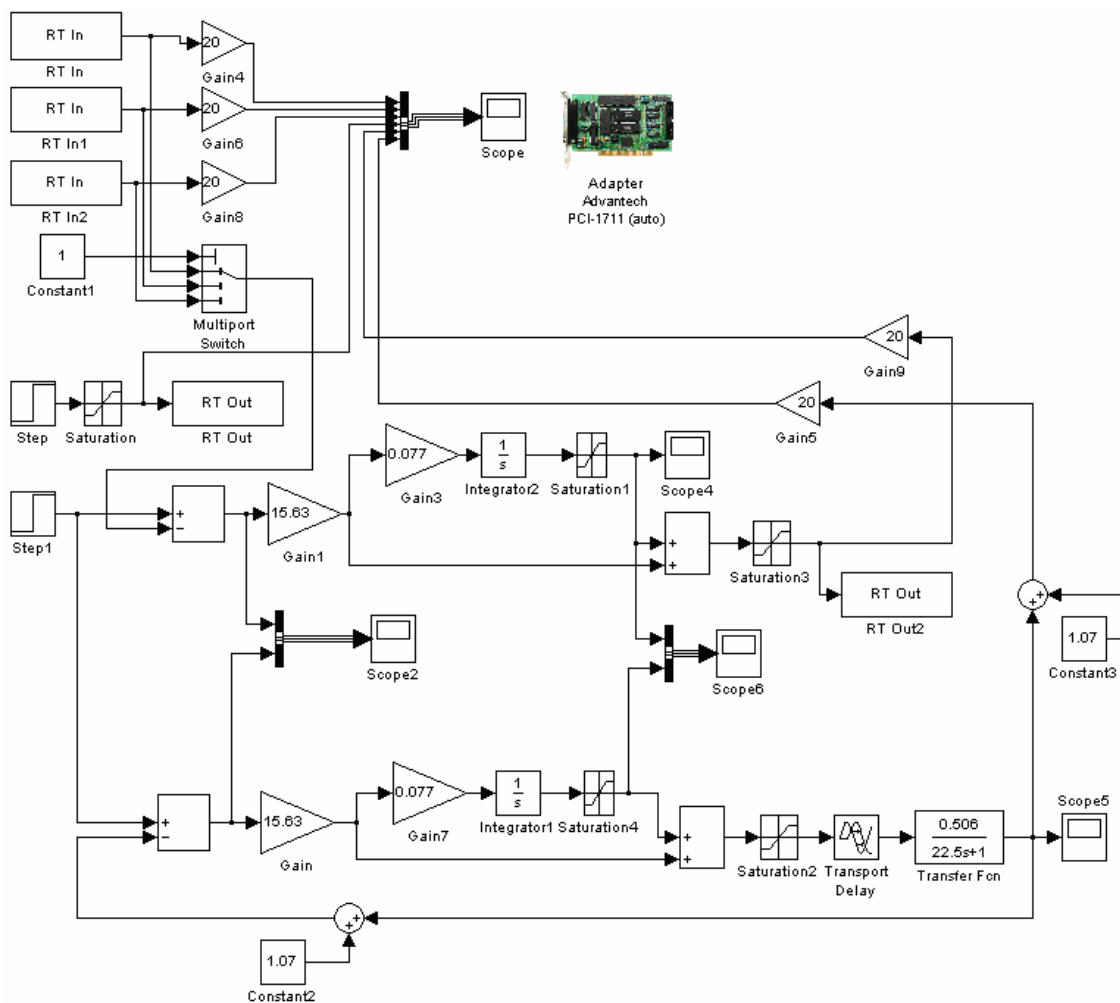 RT In
RT In
20
Gain4
RT In
RT In1
20
Gain6
RT In
RT In2
20
Gain8
Scope
Adapter
Advantech
PCI-1711 (auto)
1
Constant1
Multiport
Switch
20
Gain9
Step
Saturation
RT Out
RT Out
20
Gain5
0.077
Gain3
1
s
Integrator2
Saturation1
Scope4
Step1
+
−
15.63
Gain1
+
+
Saturation3
RT Out
RT Out2
+
+
1.07
Constant3
Scope2
Scope6
+
−
15.63
Gain
0.077
Gain7
1
s
Integrator1
Saturation4
+
+
Saturation2
Transport
Delay
0.506
22.5s+1
Transfer Fcn
Scope5
+
+
1.07
Constant2